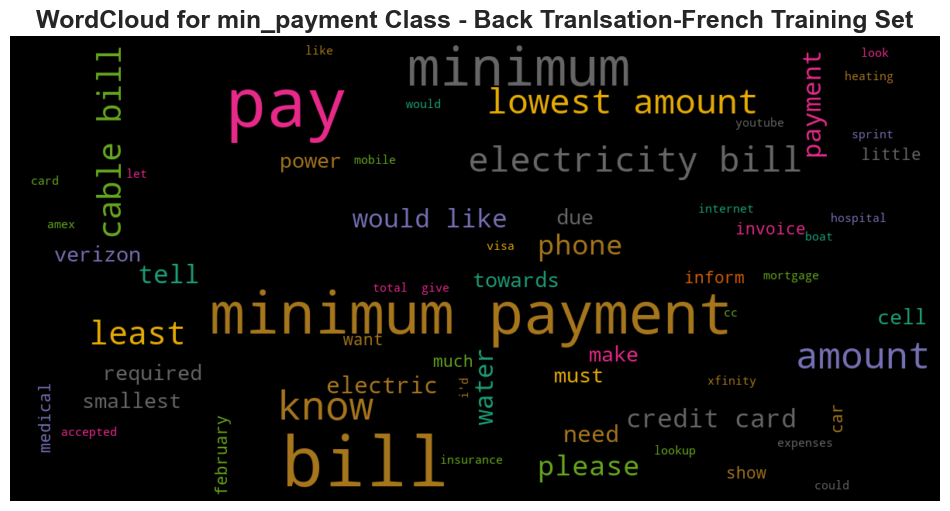 WordCloud for min_payment Class - Back Tranlsation-French Training Set
like
minimum
look
cable bill
pay
would
lowest amount
payment
heating
youtube
sprint
power
mobile
electricity bill
little
card
let
amex
would like
due
internet
hospital
invoice
boat
verizon
visa
phone
tell
towards
inform
mortgage
total
give
minimum payment
cc
cell
least
want
much
make
amount
required
electric
i'd
water
must
xfinity
smallest
know
credit card
car
medical
accepted
february
need
lookup
expenses
bill
insurance
please
show
could